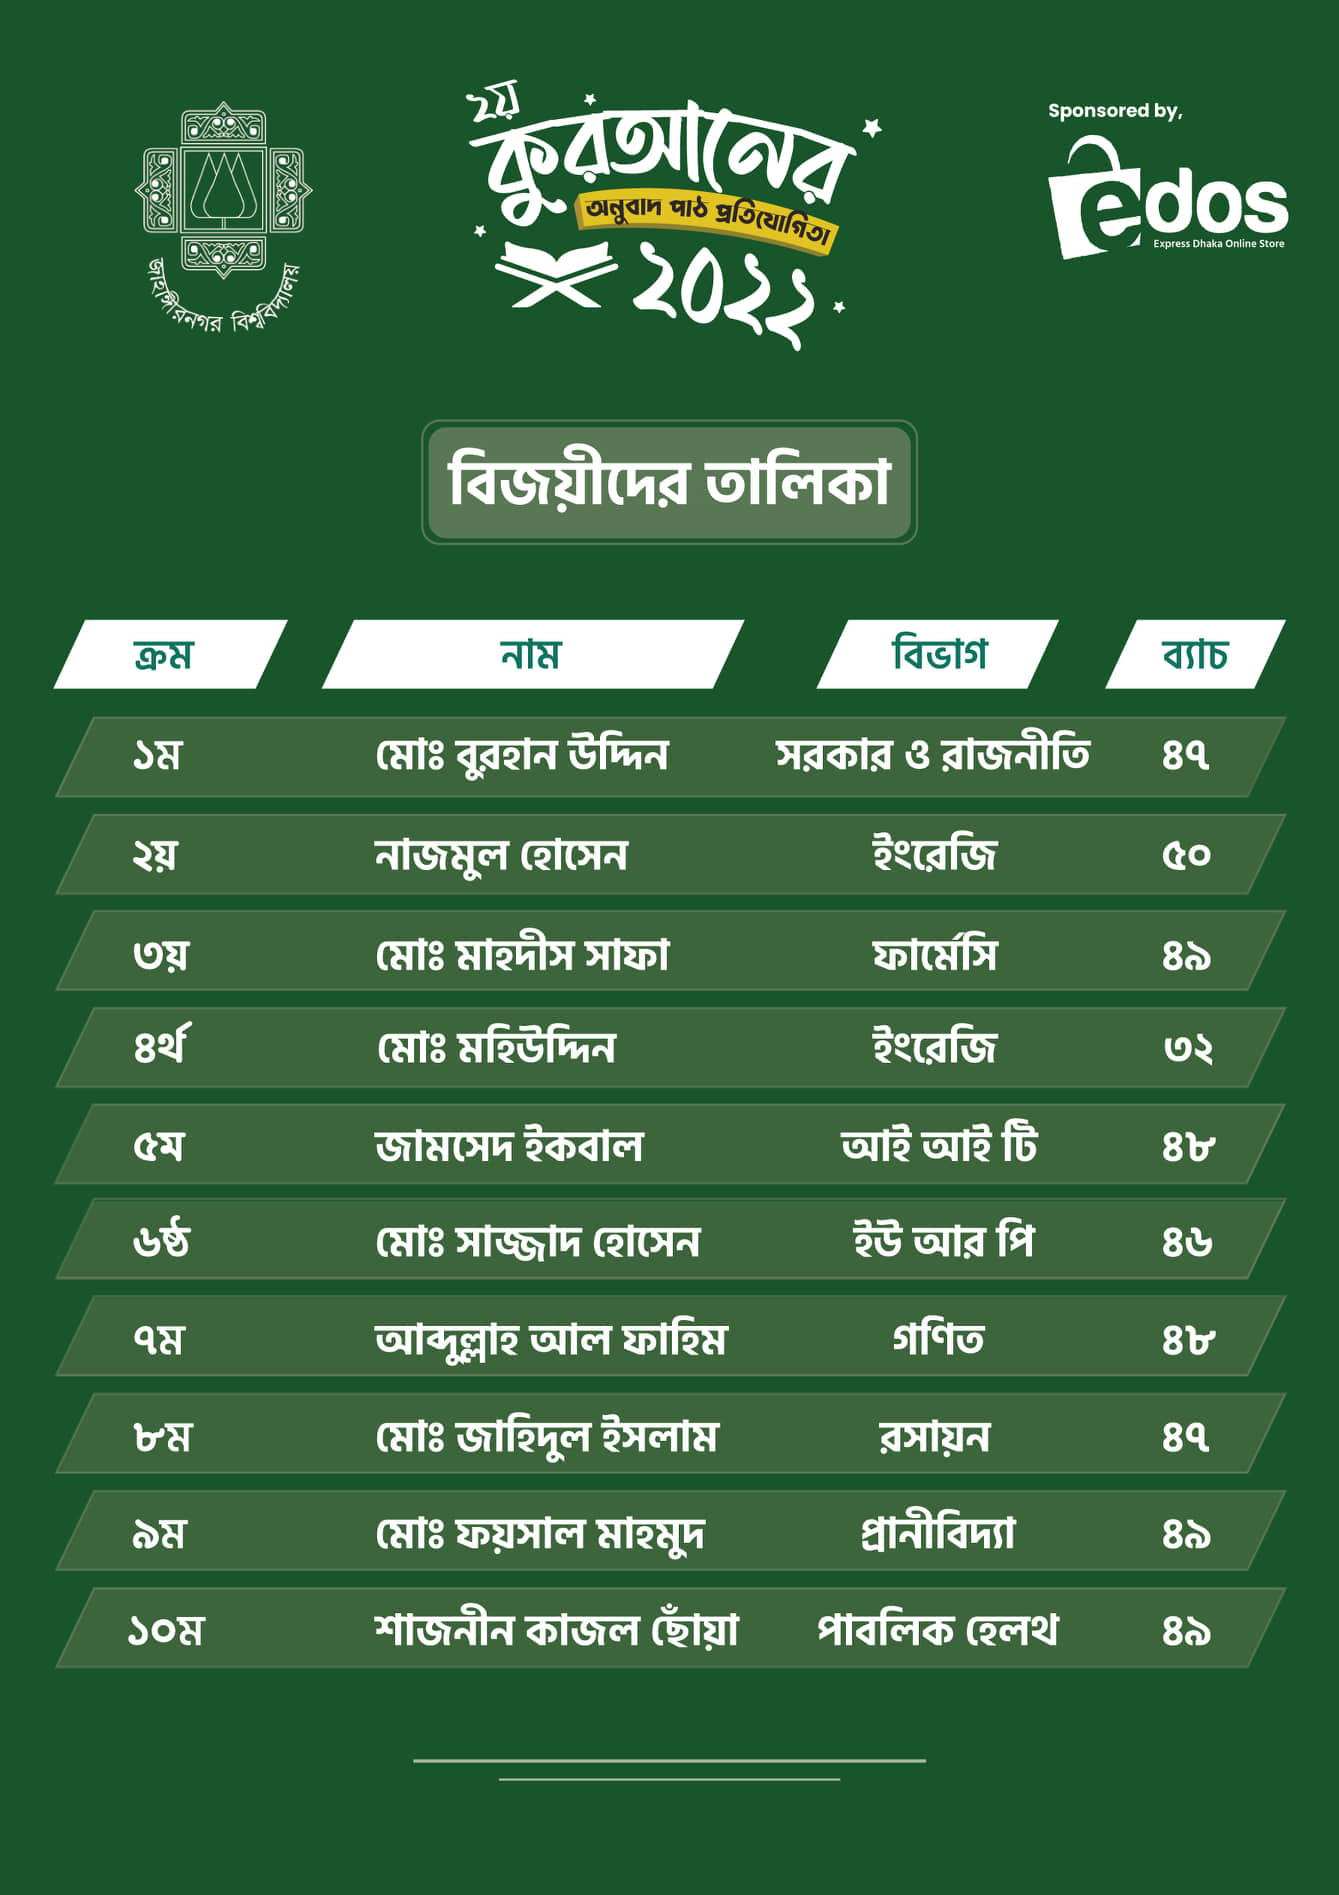 জাহাঙ্গীরনগর বিশ্ববিদ্যালয়
২য়
কুরআনের
অনুবাদ পাঠ প্রতিযোগিতা
২০২২
Sponsored by,
edos
Express Dhaka Online Store
বিজয়ীদের তালিকা
ক্রম নাম বিভাগ ব্যাচ
১ম মোঃ বুরহান উদ্দিন সরকার ও রাজনীতি ৪৭
২য় নাজমুল হোসেন ইংরেজি ৫০
৩য় মোঃ মাহদীস সাফা ফার্মেসি ৪৯
৪র্থ মোঃ মহিউদ্দিন ইংরেজি ৩২
৫ম জামসেদ ইকবাল আই আই টি ৪৮
৬ষ্ঠ মোঃ সাজ্জাদ হোসেন ইউ আর পি ৪৬
৭ম আব্দুল্লাহ আল ফাহিম গণিত ৪৮
৮ম মোঃ জাহিদুল ইসলাম রসায়ন ৪৭
৯ম মোঃ ফয়সাল মাহমুদ প্রানীবিদ্যা ৪৯
১০ম শাজনীন কাজল ছোঁয়া পাবলিক হেলথ ৪৯